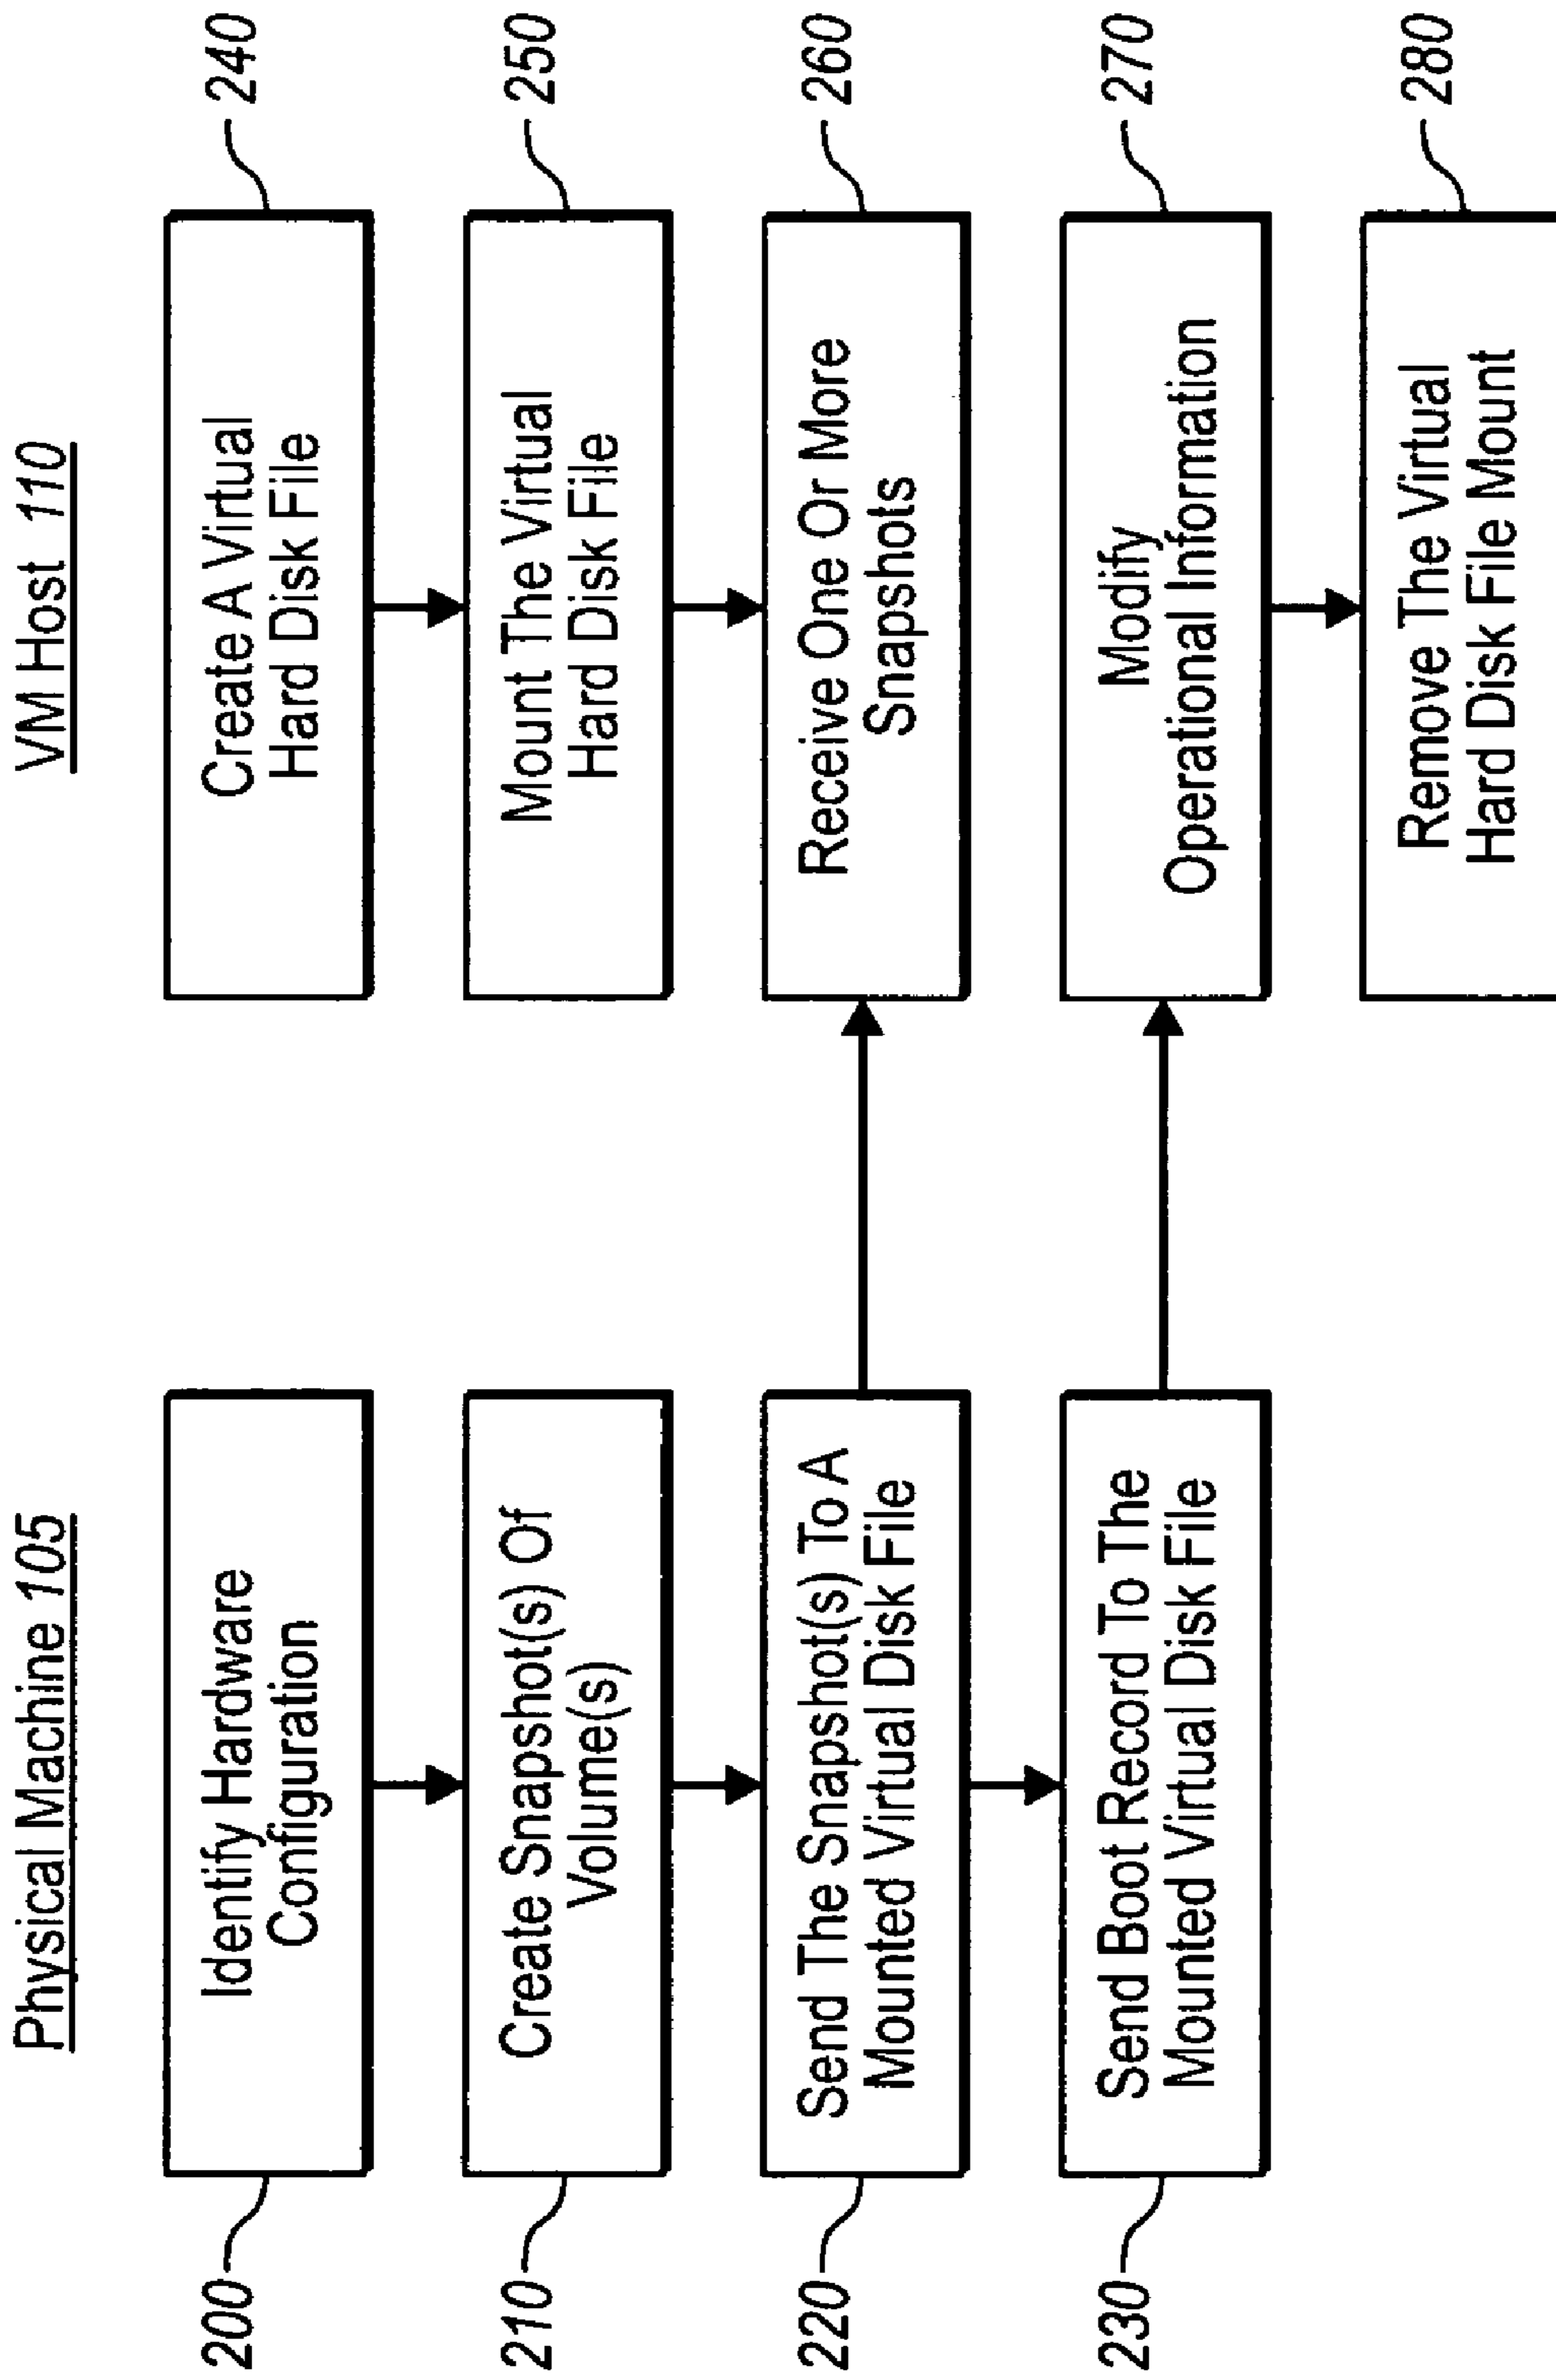 Physical Machine 105
VM Host 110
200
Identify Hardware
Configuration
240
Create A Virtual
Hard Disk File
210
Create Snapshot(s) Of
Volume(s)
250
Mount The Virtual
Hard Disk File
220
Send The Snapshot(s) To A
Mounted Virtual Disk File
260
Receive One Or More
Snapshots
230
Send Boot Record To The
Mounted Virtual Disk File
270
Modify
Operational Information
280
Remove The Virtual
Hard Disk File Mount